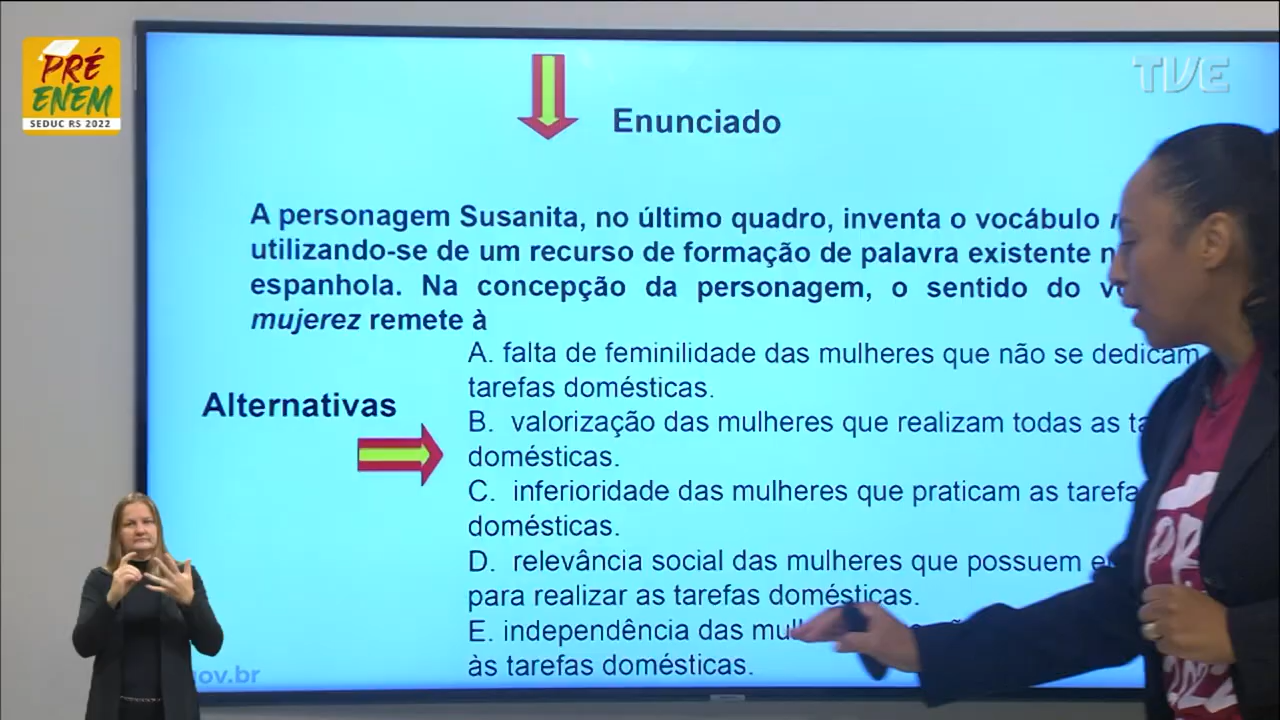 PRÉ
ENEM
SEDUC RS 2022
TVE
Enunciado
A personagem Susanita, no último quadro, inventa o vocábulo
utilizando-se de um recurso de formação de palavra existente
espanhola. Na concepção da personagem, o sentido do
mujerez remete à
A. falta de feminilidade das mulheres que não se dedicam
tarefas domésticas.
Alternativas
B. valorização das mulheres que realizam todas as
domésticas.
C. inferioridade das mulheres que praticam as
domésticas.
D. relevância social das mulheres que possuem
para realizar as tarefas domésticas.
E. independência das
às tarefas domésticas.
gov.br